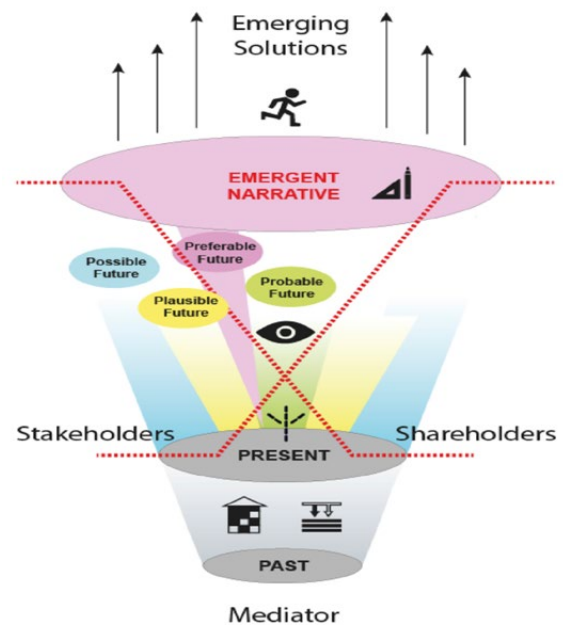 Emerging
Solutions
EMERGENT
NARRATIVE
Preferable
Future
Possible
Future
Probable
Future
Plausible
Future
Stakeholders
Shareholders
PRESENT
PAST
Mediator